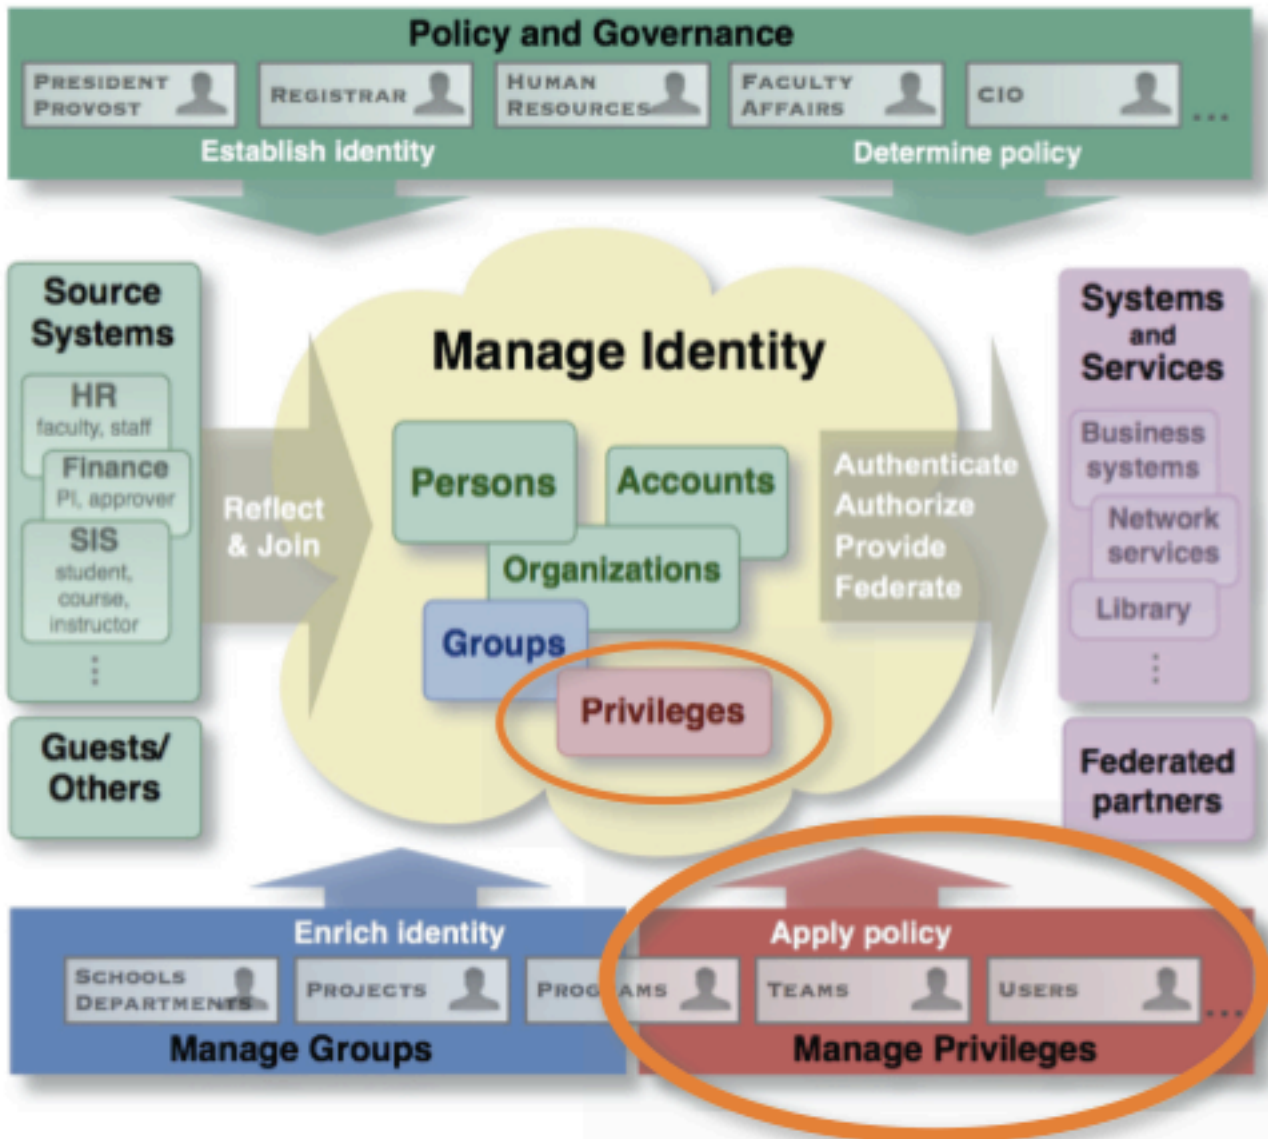 Policy and Governance
PRESIDENT
PROVOST
REGISTRAR
HUMAN
RESOURCES
FACULTY
AFFAIRS
CIO
...
Establish identity
Determine policy
Source
Systems
HR
faculty, staff
Finance
PI, approver
SIS
student,
course,
instructor
Guests/
Others
Reflect
& Join
Manage Identity
Persons
Accounts
Organizations
Groups
Privileges
Authenticate
Authorize
Provide
Federate
Systems
and
Services
Business
systems
Network
services
Library
Federated
partners
Enrich identity
SCHOOLS
DEPARTMENTS
PROJECTS
PROGRAMS
Manage Groups
Apply policy
TEAMS
USERS
...
Manage Privileges